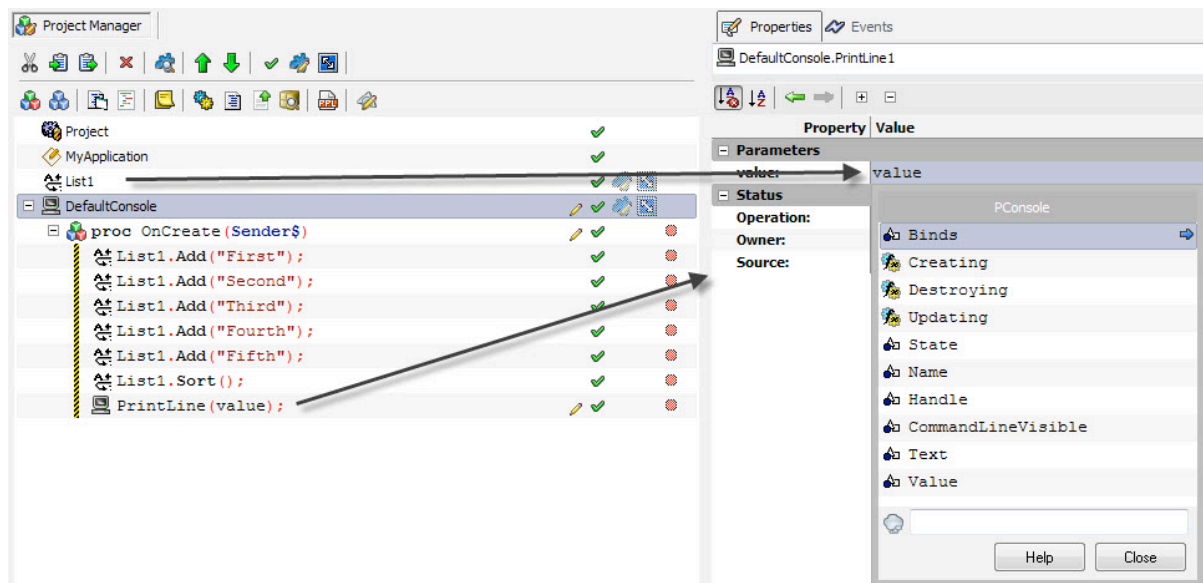 Project Manager
Project
MyApplication
List1
DefaultConsole
proc OnCreate(Sender$)
List1.Add("First");
List1.Add("Second");
List1.Add("Third");
List1.Add("Fourth");
List1.Add("Fifth");
List1.Sort();
PrintLine(value);
Properties
Events
DefaultConsole.PrintLine1
Property Value
Parameters
value: value
Status
Operation:
Owner:
Source:
PConsole
Binds
Creating
Destroying
Updating
State
Name
Handle
CommandLineVisible
Text
Value
Help Close